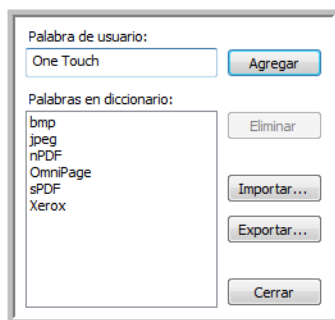 Palabra de usuario:
One Touch
Agregar
Palabras en diccionario:
bmp
jpeg
nPDF
OmniPage
sPDF
Xerox
Eliminar
Importar...
Exportar...
Cerrar